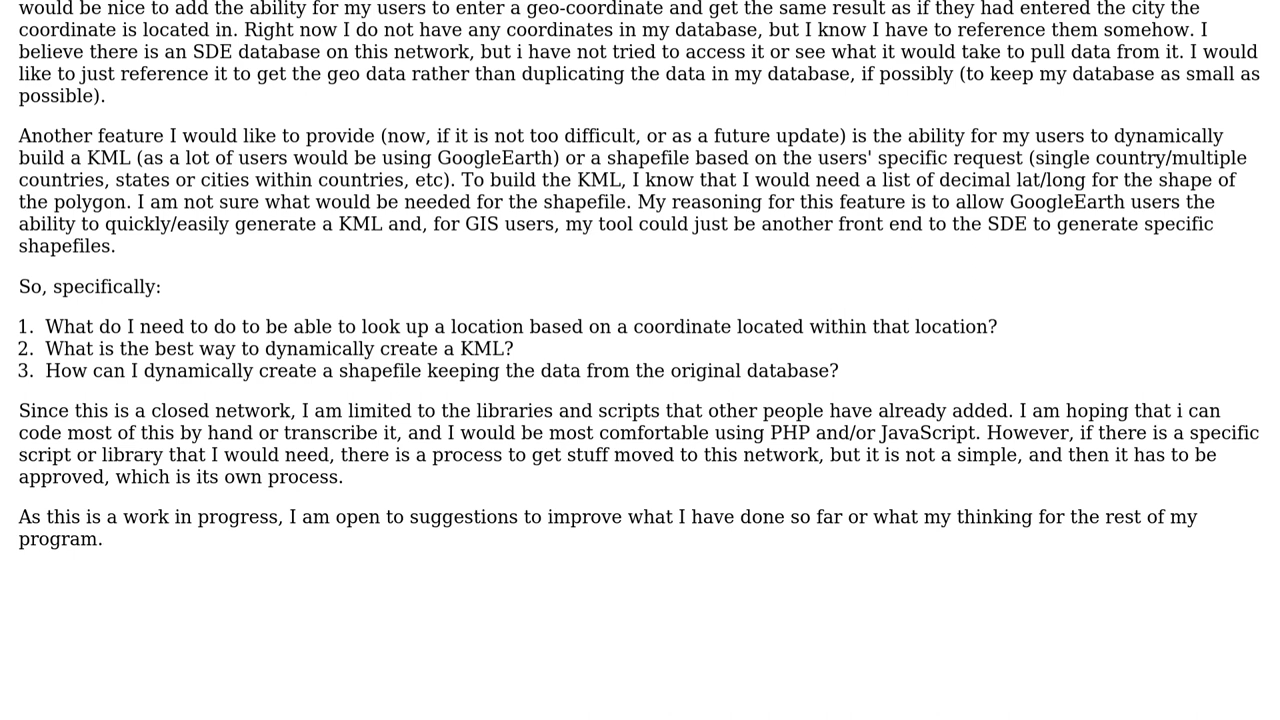 would be nice to add the ability for my users to enter a geo-coordinate and get the same result as if they had entered the city the
coordinate is located in. Right now I do not have any coordinates in my database, but I know I have to reference them somehow. I
believe there is an SDE database on this network, but i have not tried to access it or see what it would take to pull data from it. I would
like to just reference it to get the geo data rather than duplicating the data in my database, if possibly (to keep my database as small as
possible).
Another feature I would like to provide (now, if it is not too difficult, or as a future update) is the ability for my users to dynamically
build a KML (as a lot of users would be using GoogleEarth) or a shapefile based on the users' specific request (single country/multiple
countries, states or cities within countries, etc). To build the KML, I know that I would need a list of decimal lat/long for the shape of
the polygon. I am not sure what would be needed for the shapefile. My reasoning for this feature is to allow GoogleEarth users the
ability to quickly/easily generate a KML and, for GIS users, my tool could just be another front end to the SDE to generate specific
shapefiles.
So, specifically:
1. What do I need to do to be able to look up a location based on a coordinate located within that location?
2. What is the best way to dynamically create a KML?
3. How can I dynamically create a shapefile keeping the data from the original database?
Since this is a closed network, I am limited to the libraries and scripts that other people have already added. I am hoping that i can
code most of this by hand or transcribe it, and I would be most comfortable using PHP and/or JavaScript. However, if there is a specific
script or library that I would need, there is a process to get stuff moved to this network, but it is not a simple, and then it has to be
approved, which is its own process.
As this is a work in progress, I am open to suggestions to improve what I have done so far or what my thinking for the rest of my
program.